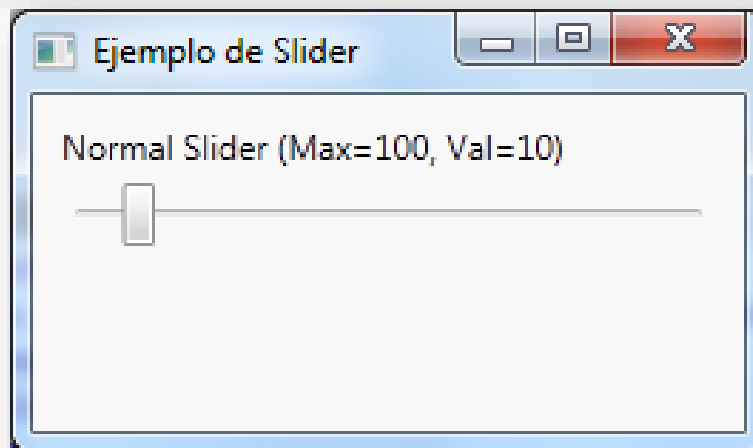 Ejemplo de Slider
Normal Slider (Max=100, Val=10)